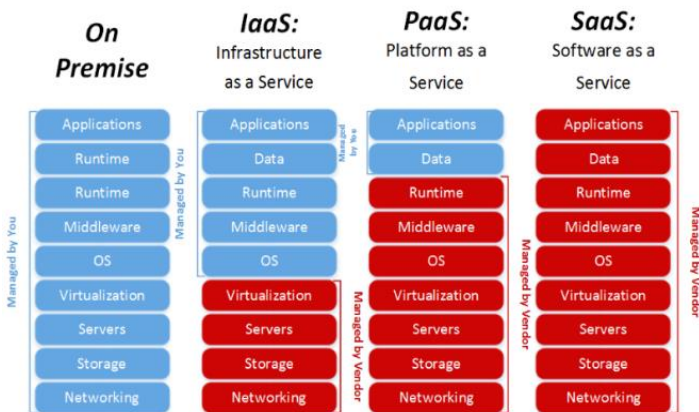 On
Premise
Managed by You
Applications
Runtime
Runtime
Middleware
OS
Virtualization
Servers
Storage
Networking
IaaS:
Infrastructure
as a Service
Managed by You
Applications
Data
Runtime
Middleware
OS
Virtualization
Servers
Storage
Networking
Managed by Vendor
PaaS:
Platform as a
Service
Managed
by You
Applications
Data
Runtime
Middleware
OS
Virtualization
Servers
Storage
Networking
Managed by Vendor
SaaS:
Software as a
Service
Applications
Data
Runtime
Middleware
OS
Virtualization
Servers
Storage
Networking
Managed by Vendor